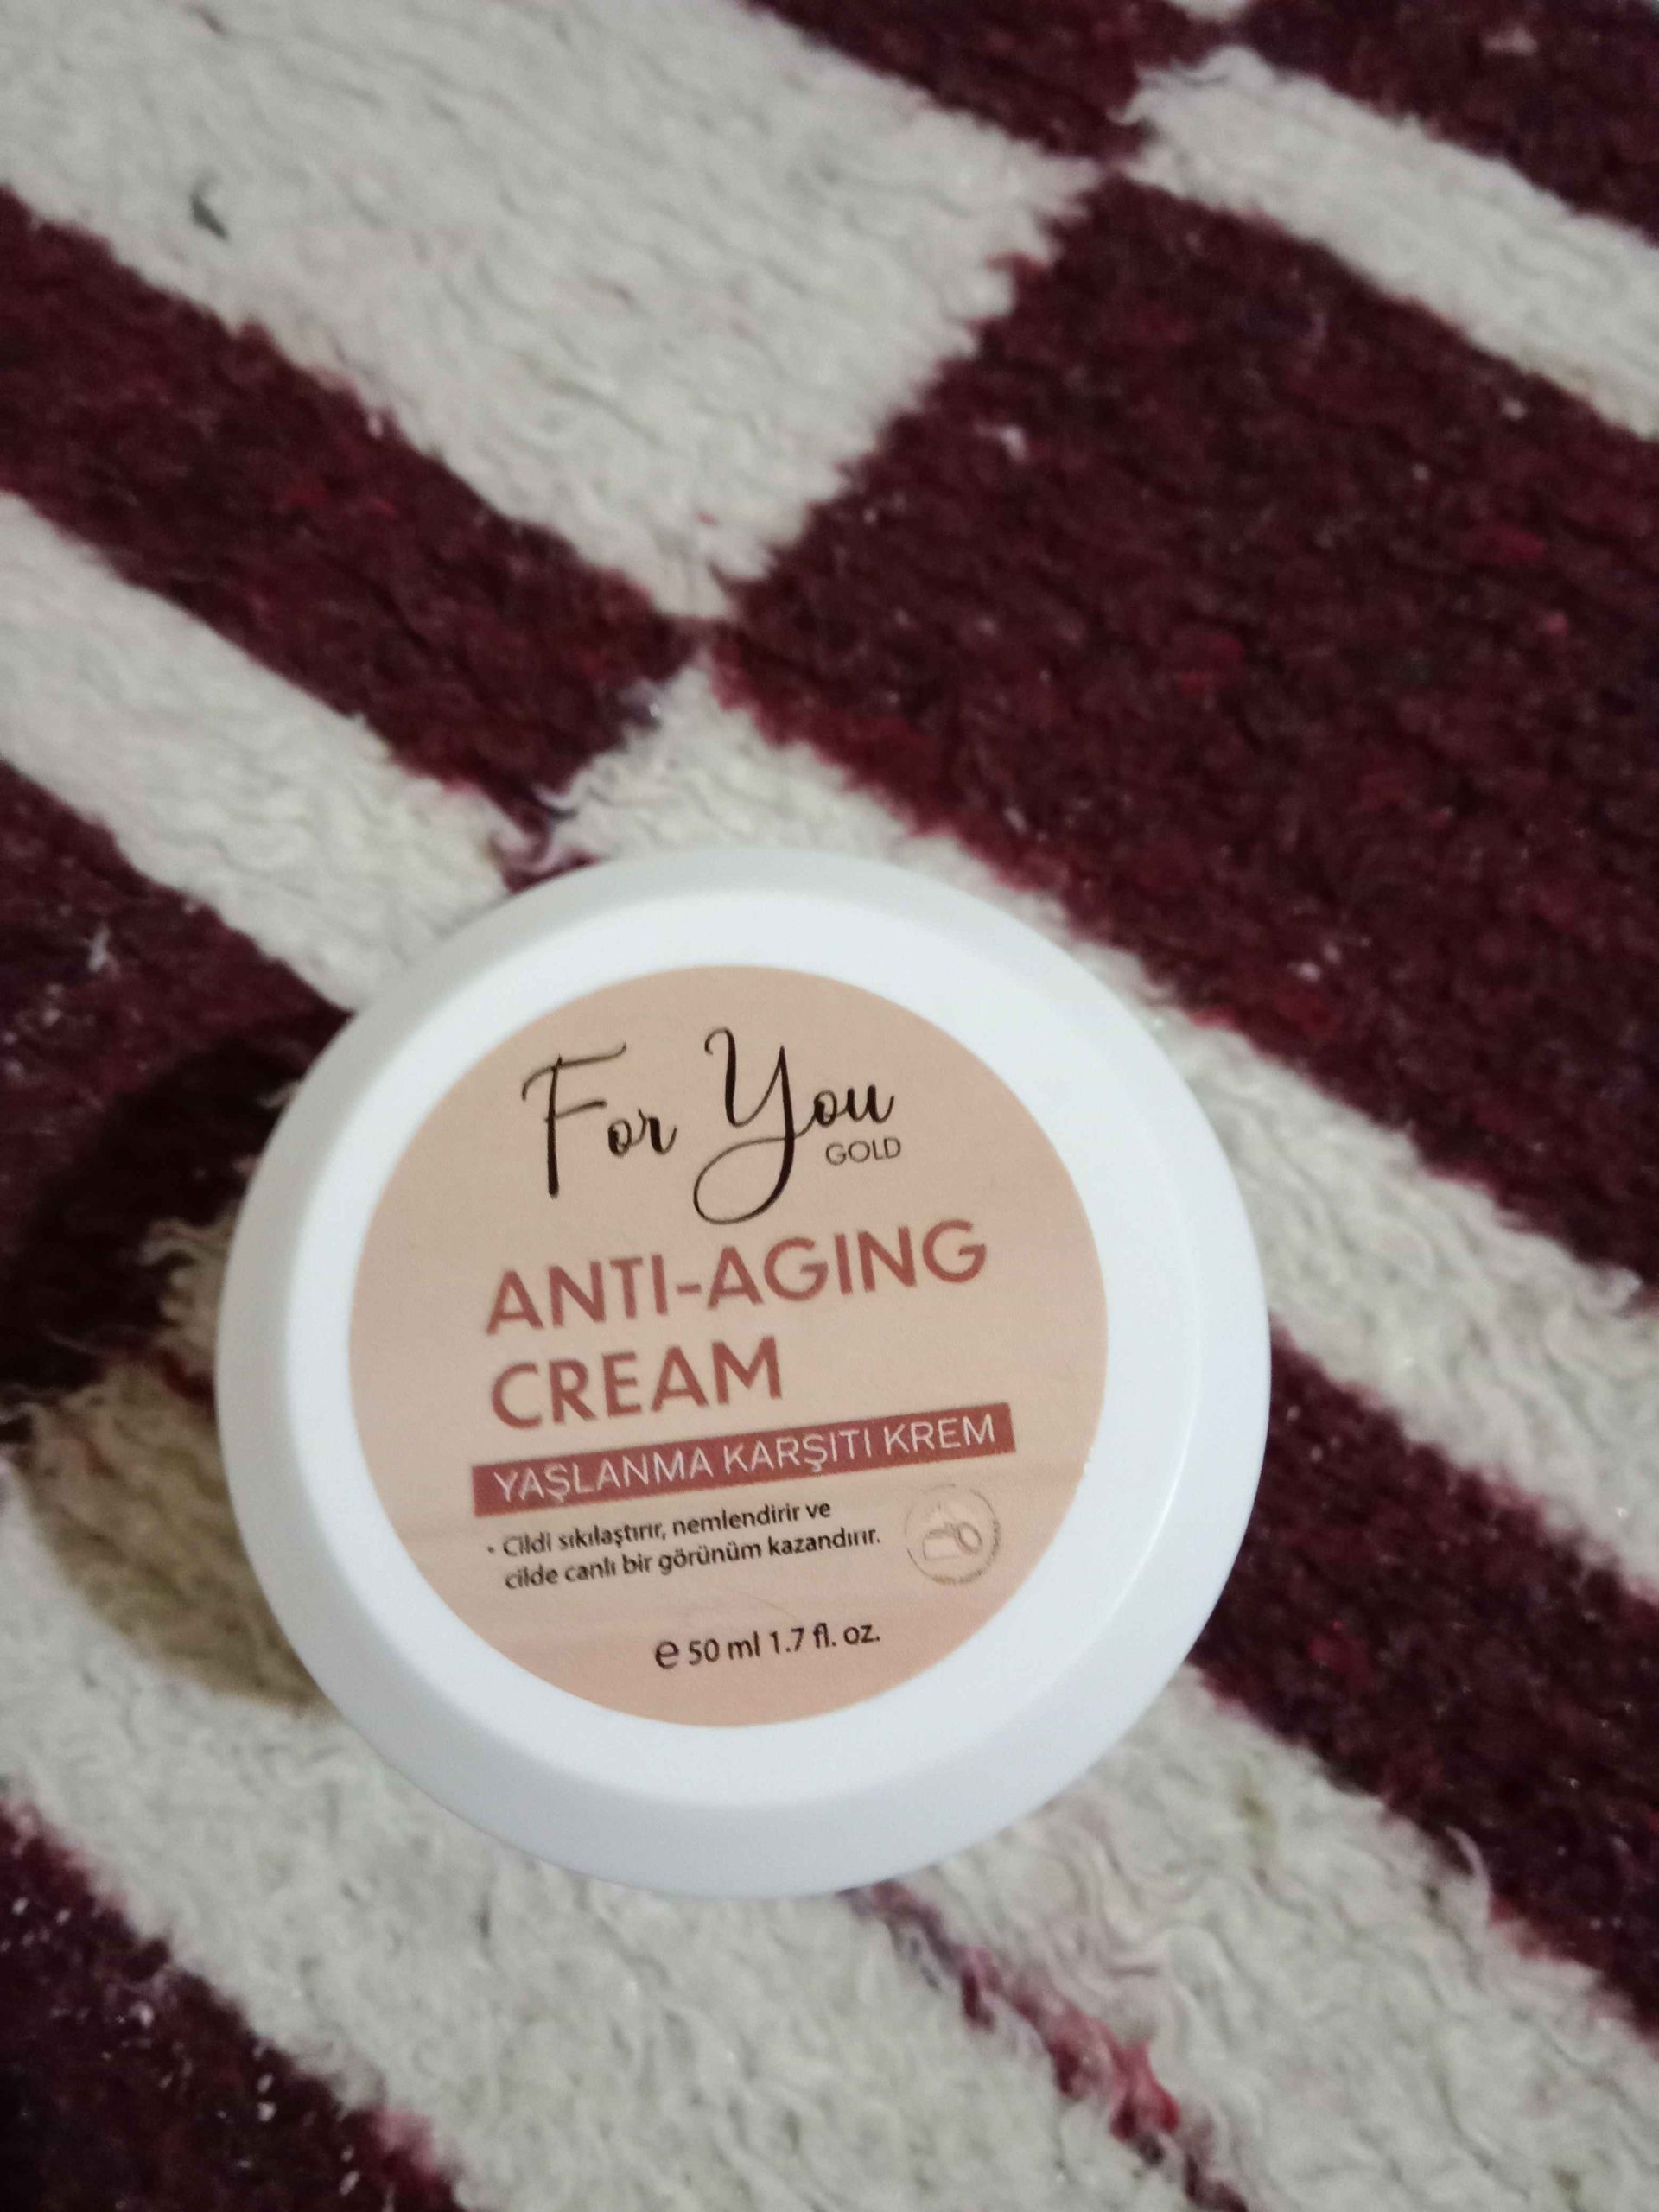 For You
GOLD
ANTI-AGING
CREAM
YAŞLANMA KARŞITI KREM
• Cildi sıkılaştırır, nemlendirir ve
cilde canlı bir görünüm kazandırır.
e 50 ml 1.7 fl. oz.